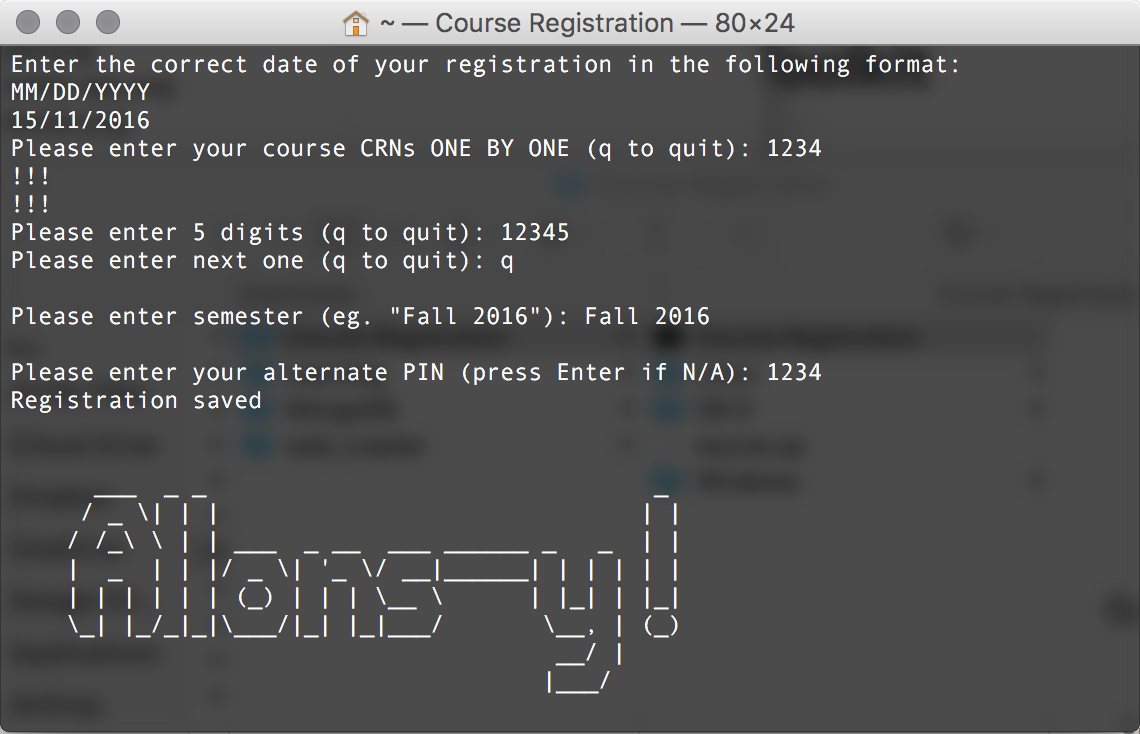 ~ — Course Registration — 80×24
Enter the correct date of your registration in the following format:
MM/DD/YYYY
15/11/2016
Please enter your course CRNs ONE BY ONE (q to quit): 1234
!!!
!!!
Please enter 5 digits (q to quit): 12345
Please enter next one (q to quit): q
Please enter semester (eg. "Fall 2016"): Fall 2016
Please enter your alternate PIN (press Enter if N/A): 1234
Registration saved
Allons-y!